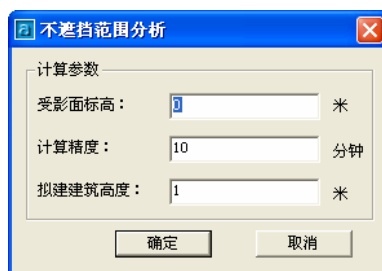 不遮挡范围分析
计算参数
受影面标高： 0 米
计算精度： 10 分钟
拟建建筑高度： 1 米
确定 取消